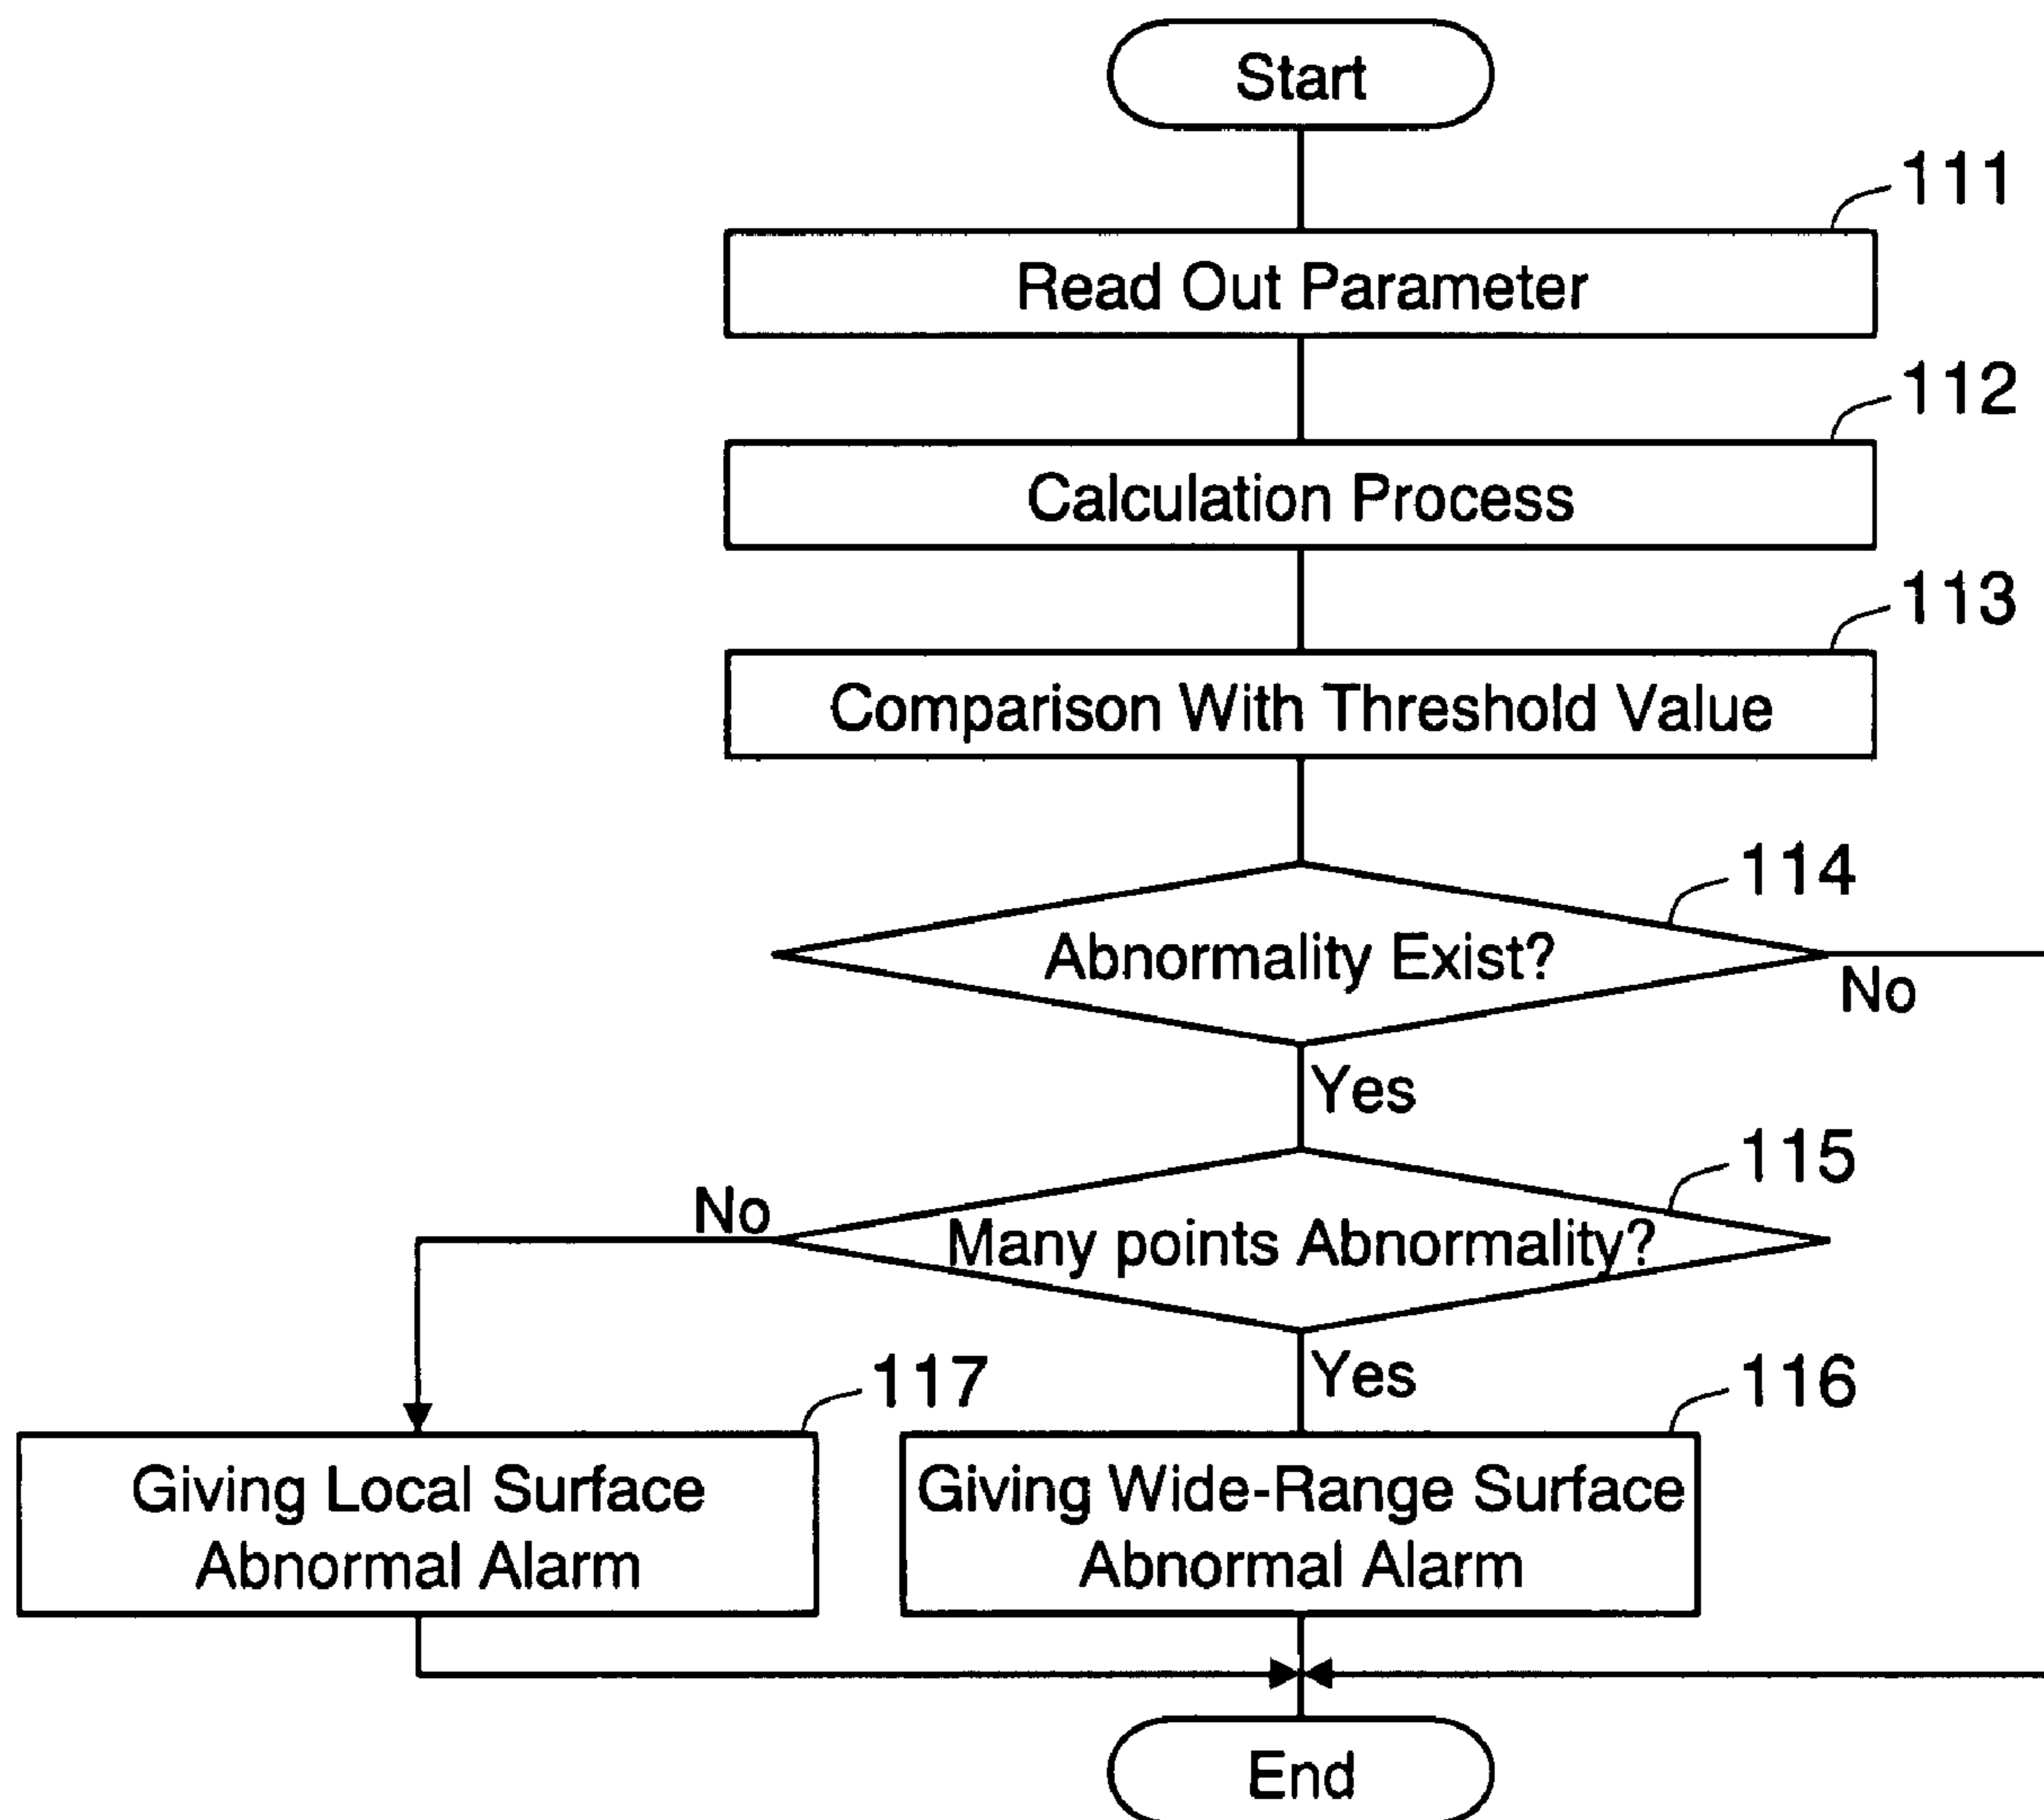 Start
111
Read Out Parameter
112
Calculation Process
113
Comparison With Threshold Value
114
Abnormality Exist?
No
Yes
115
No
Many points Abnormality?
Yes
117
116
Giving Local Surface
Abnormal Alarm
Giving Wide-Range Surface
Abnormal Alarm
End